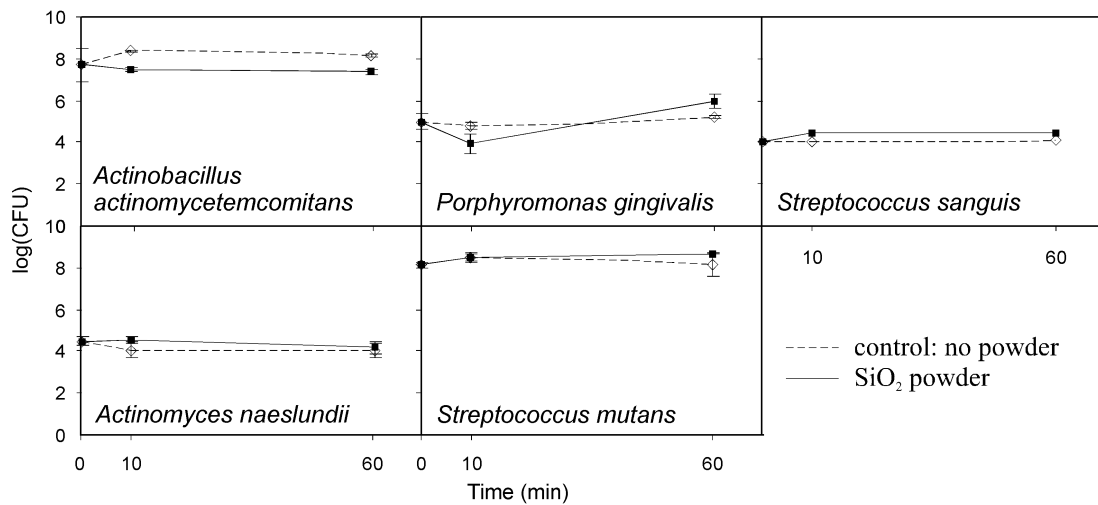 10
8
6
4
2
Actinobacillus
actinomycetemcomitans
Porphyromonas gingivalis
Streptococcus sanguis
log(CFU)
10
8
6
4
2
0
10
60
Actinomyces naeslundii
Streptococcus mutans
control: no powder
SiO₂ powder
0 10 60 0 10 60
Time (min)